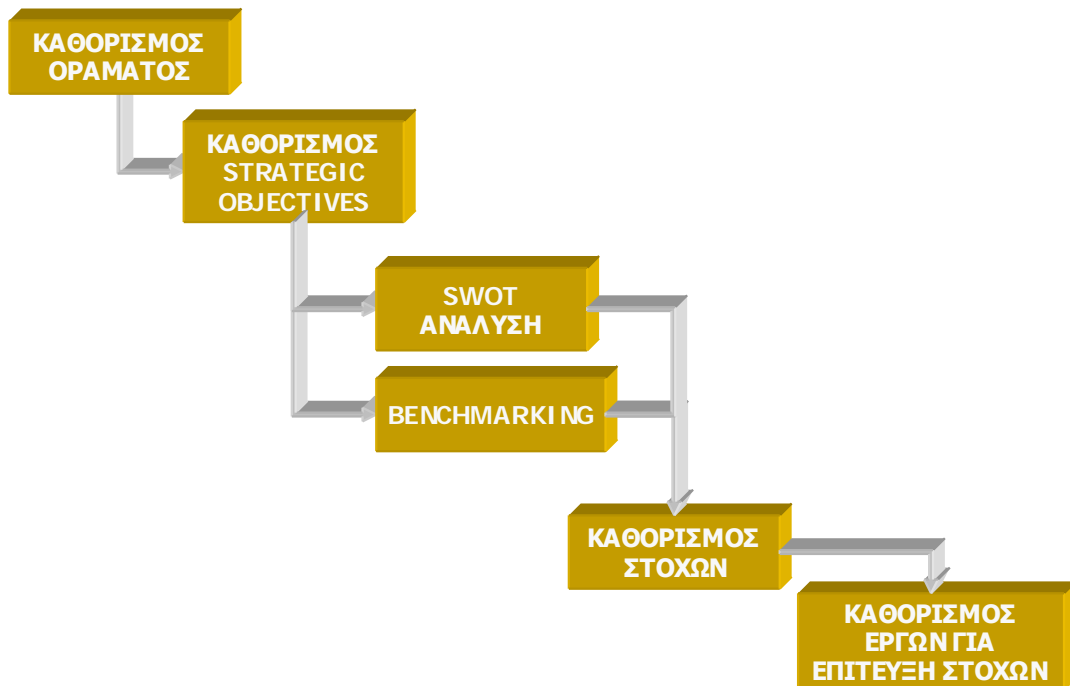 ΚΑΘΟΡΙΣΜΟΣ
ΟΡΑΜΑΤΟΣ
ΚΑΘΟΡΙΣΜΟΣ
STRATEGIC
OBJECTIVES
SWOT
ΑΝΑΛΥΣΗ
BENCHMARKING
ΚΑΘΟΡΙΣΜΟΣ
ΣΤΟΧΩΝ
ΚΑΘΟΡΙΣΜΟΣ
ΕΡΓΩΝ ΓΙΑ
ΕΠΙΤΕΥΞΗ ΣΤΟΧΩΝ